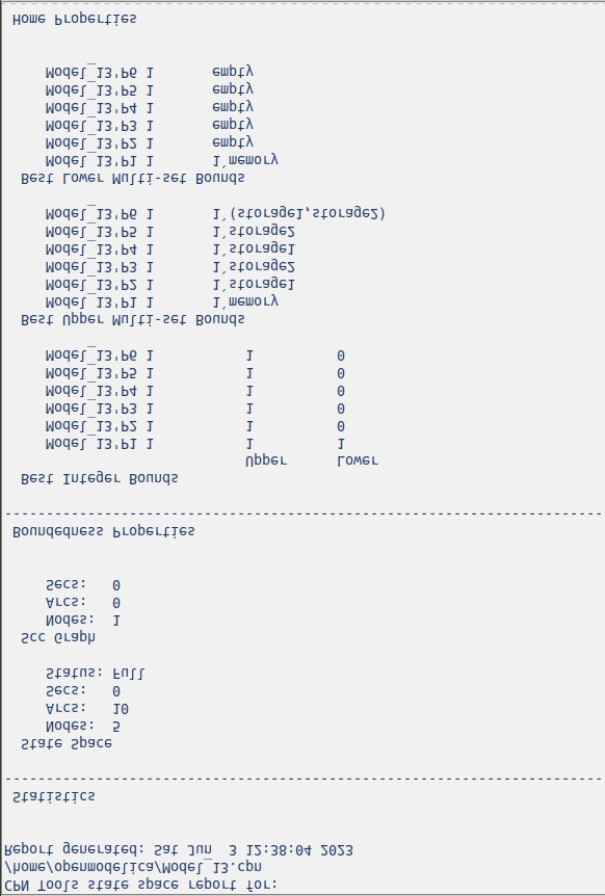 CPN Tools state space report for:
/home/openmodelica/Model_13.cpn
Report generated: Sat Jun  3 12:38:04 2023
Statistics
------------------------------------------------------------------------
State Space
Nodes:  5
Arcs:   10
Secs:   0
Status: Full
Scc Graph
Nodes:  1
Arcs:   0
Secs:   0
Boundedness Properties
------------------------------------------------------------------------
Best Integer Bounds
Upper      Lower
Model_13'P1 1           1          1
Model_13'P2 1           1          0
Model_13'P3 1           1          0
Model_13'P4 1           1          0
Model_13'P5 1           1          0
Model_13'P6 1           1          0
Best Upper Multi-set Bounds
Model_13'P1 1       1`memory
Model_13'P2 1       1`storage1
Model_13'P3 1       1`storage2
Model_13'P4 1       1`storage1
Model_13'P5 1       1`storage2
Model_13'P6 1       1`(storage1,storage2)
Best Lower Multi-set Bounds
Model_13'P1 1       1`memory
Model_13'P2 1       empty
Model_13'P3 1       empty
Model_13'P4 1       empty
Model_13'P5 1       empty
Model_13'P6 1       empty
Home Properties